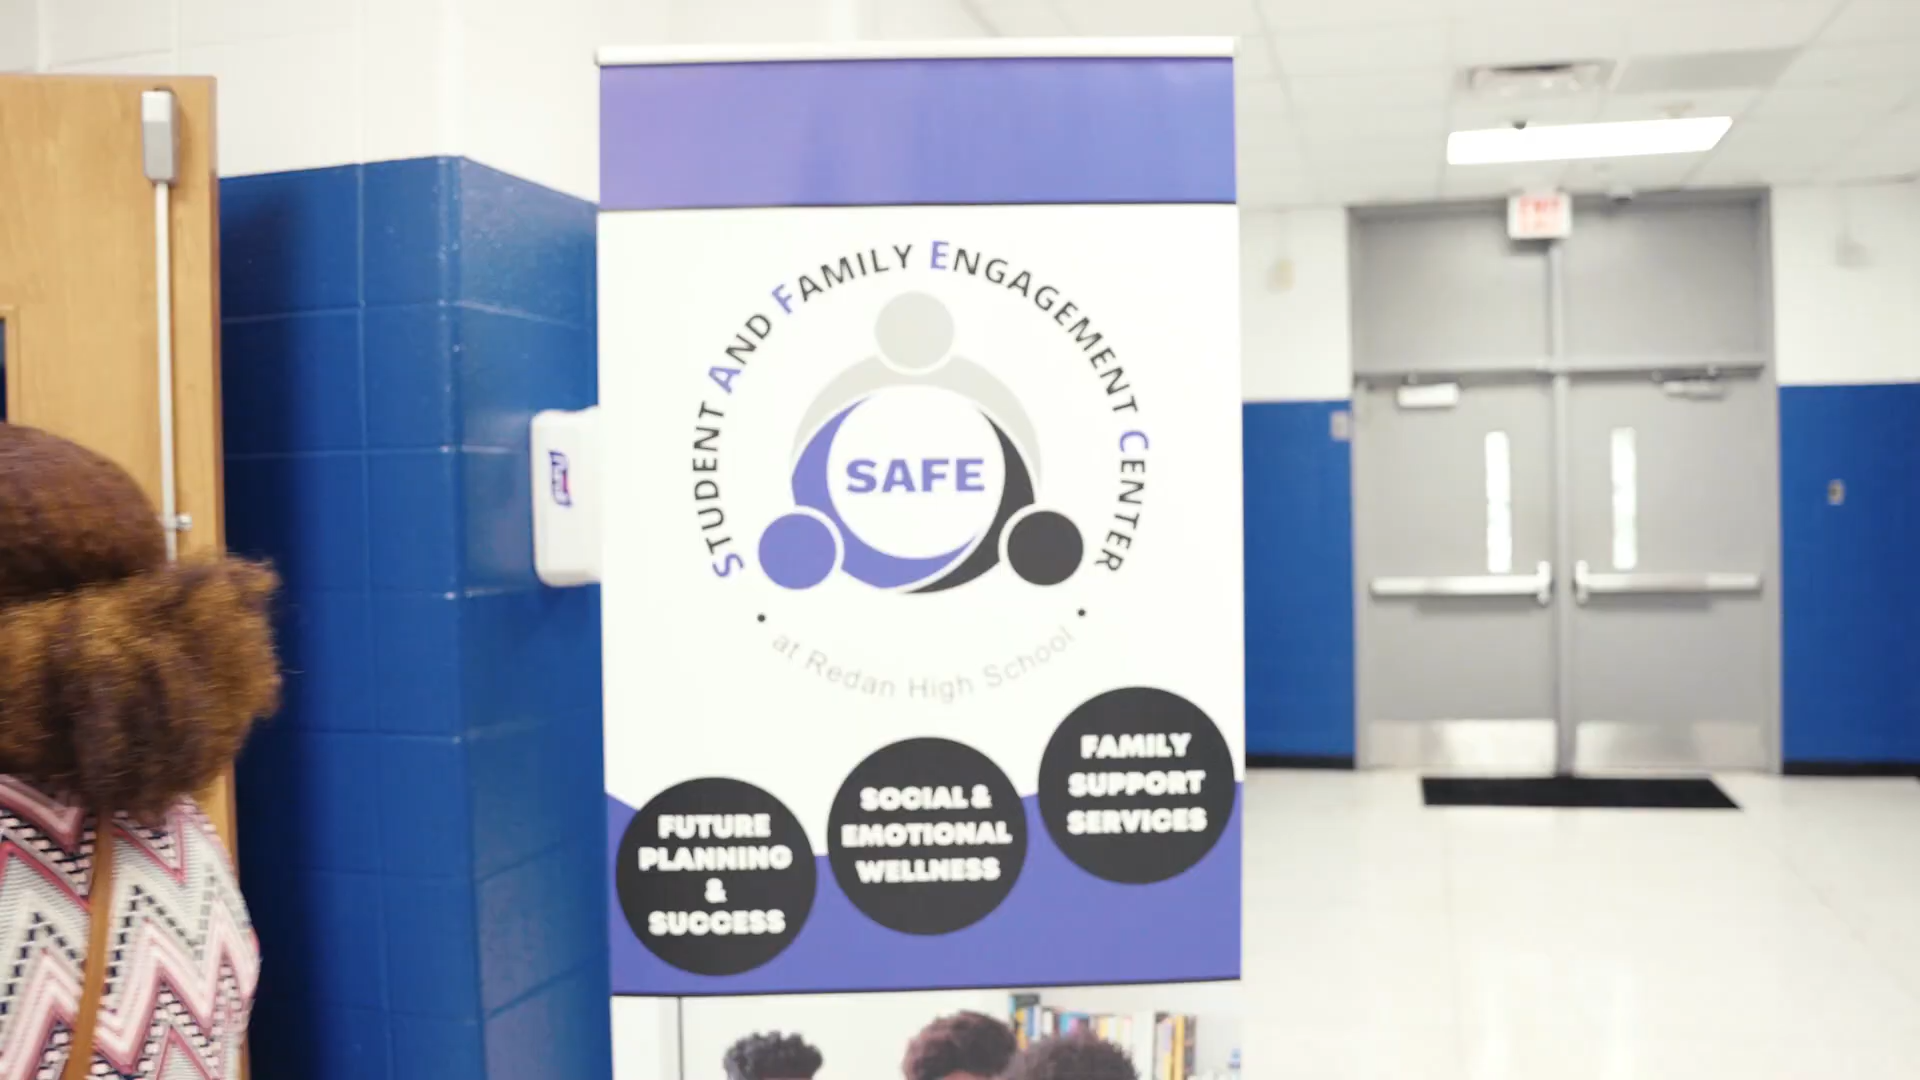 STUDENT AND FAMILY ENGAGEMENT CENTER
SAFE
• at Redan High School •
FUTURE
PLANNING
&
SUCCESS
SOCIAL &
EMOTIONAL
WELLNESS
FAMILY
SUPPORT
SERVICES